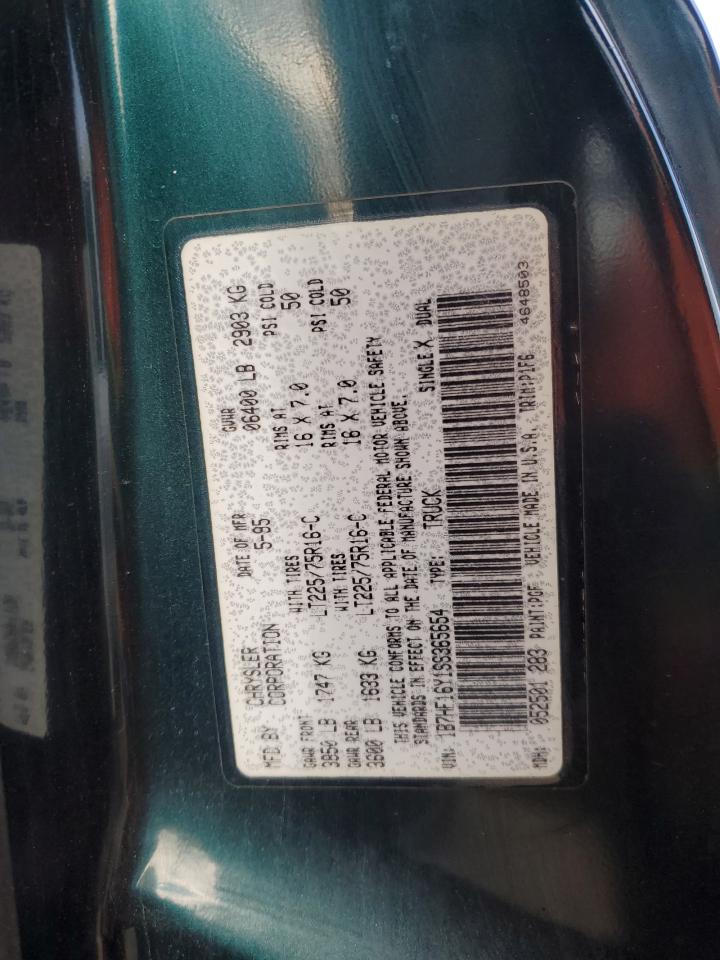 MFD BY CHRYSLER CORPORATION DATE OF MFR 5-95 GVWR 06400 LB 2903 KG
GAWR FRONT WITH TIRES RIMS AT PSI COLD
3850 LB 1747 KG LT225/75R16-C 16 X 7.0 50
GAWR REAR WITH TIRES RIMS AT PSI COLD
3600 LB 1633 KG LT225/75R16-C 16 X 7.0 50
THIS VEHICLE CONFORMS TO ALL APPLICABLE FEDERAL MOTOR VEHICLE SAFETY
STANDARDS IN EFFECT ON THE DATE OF MANUFACTURE SHOWN ABOVE.
VIN: 1B7HF16Y1SS365654 TYPE: TRUCK SINGLE X DUAL
MDH: 052501 283 PAINT:PGF VEHICLE MADE IN U.S.A. TRIM:P1F6 4648503